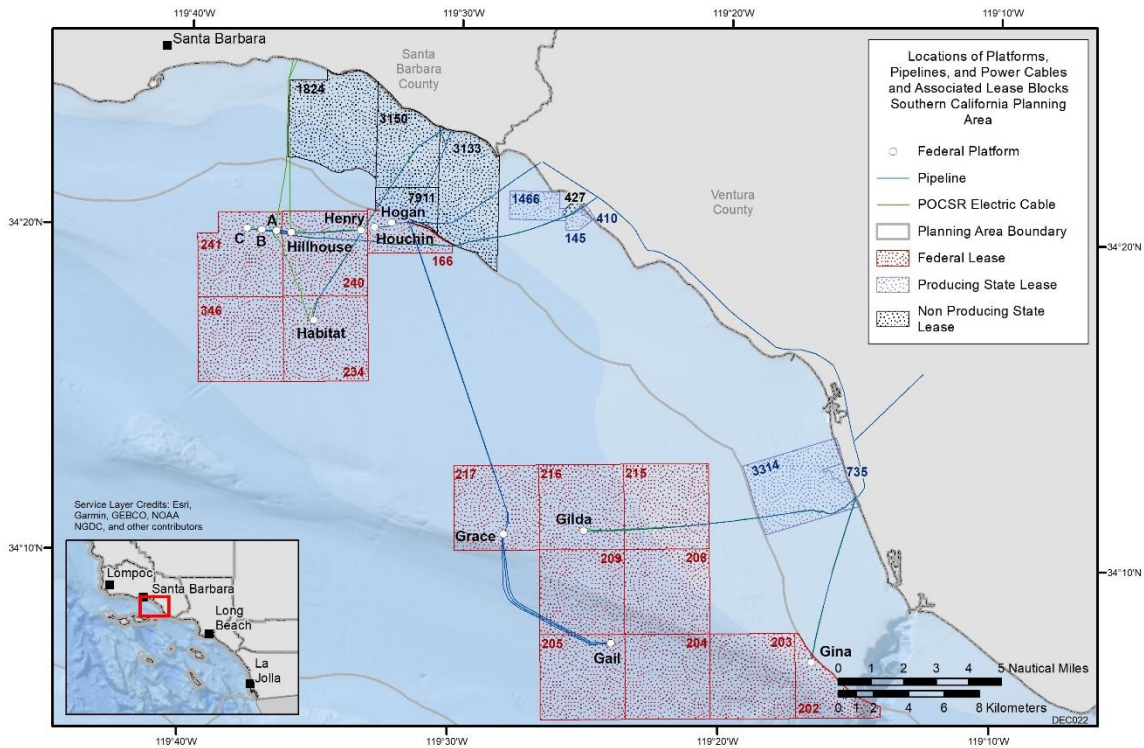 119°40'W
119°30'W
119°20'W
119°10'W
Santa Barbara
Santa
Barbara
County
Locations of Platforms,
Pipelines, and Power Cables
and Associated Lease Blocks
Southern California Planning
Area
Federal Platform
Pipeline
POCSR Electric Cable
Planning Area Boundary
Federal Lease
Producing State Lease
Non Producing State
Lease
1824
3150
3133
7911
1466
427
410
145
Ventura
County
34°20'N
34°20'N
A
C
B
Henry
Hogan
Hillhouse
Houchin
241
240
166
346
Habitat
234
217
216
215
3314
735
Gilda
Grace
209
208
34°10'N
34°10'N
205
204
203
Gail
Gina
202
Service Layer Credits: Esri,
Garmin, GEBCO, NOAA
NGDC, and other contributors
Lompoc
Santa Barbara
Long
Beach
La
Jolla
0 1 2 3 4 5 Nautical Miles
0 1 2 4 6 8 Kilometers
DEC022
119°40'W
119°30'W
119°20'W
119°10'W